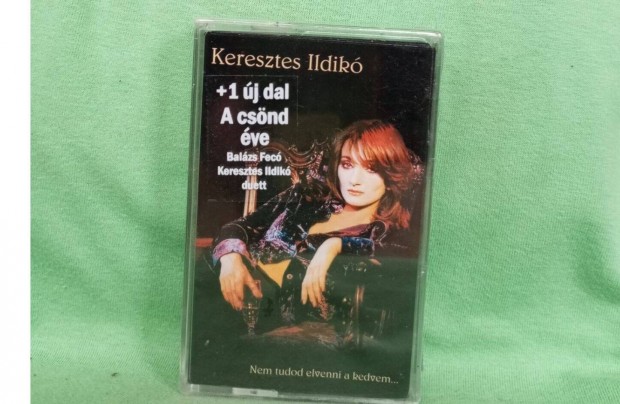 Keresztes Ildikó
+1 új dal
A csönd
éve
Balázs Fecó
Keresztes Ildikó
duett
Nem tudod elvenni a kedvem...